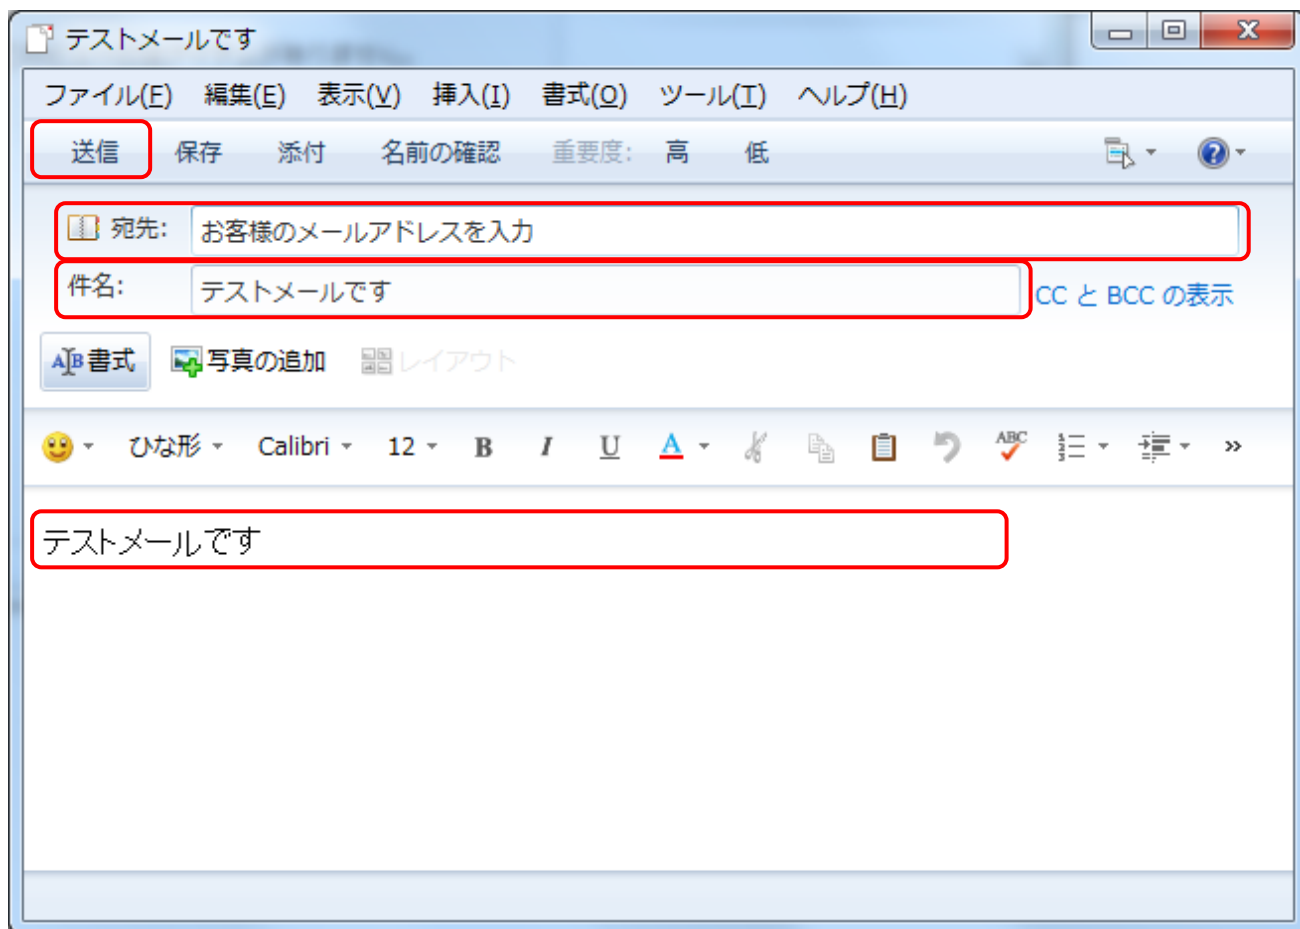 テストメールです
ファイル(F) 編集(E) 表示(V) 挿入(I) 書式(O) ツール(T) ヘルプ(H)
送信 保存 添付 名前の確認 重要度: 高 低
宛先: お客様のメールアドレスを入力
件名: テストメールです CC と BCC の表示
書式 写真の追加 レイアウト
ひな形 Calibri 12 B I U A ABC
テストメールです